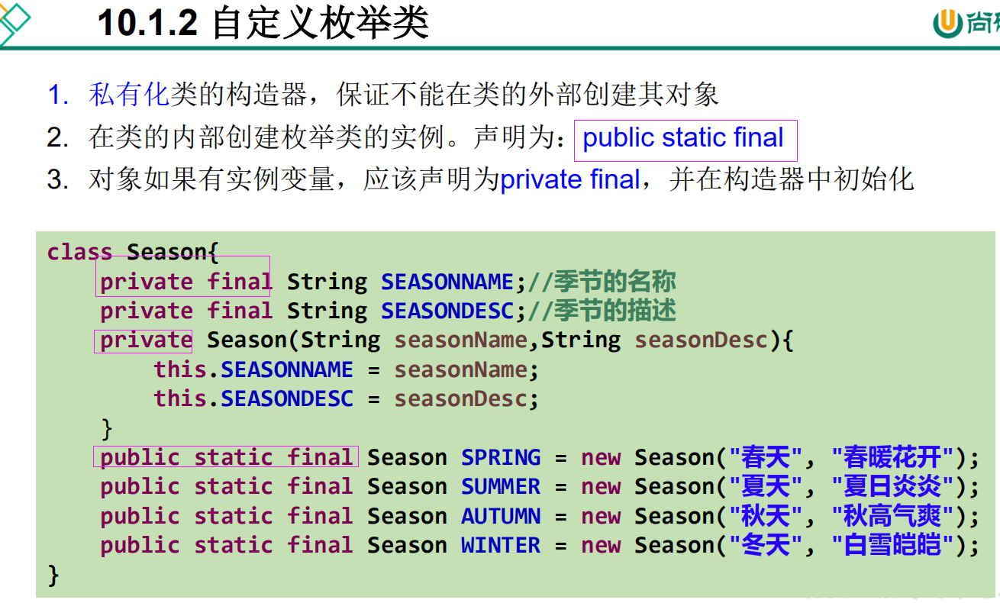 10.1.2 自定义枚举类
尚
1. 私有化类的构造器，保证不能在类的外部创建其对象
2. 在类的内部创建枚举类的实例。声明为：public static final
3. 对象如果有实例变量，应该声明为private final，并在构造器中初始化
class Season{
private final String SEASONNAME;//季节的名称
private final String SEASONDESC;//季节的描述
private Season(String seasonName,String seasonDesc){
this.SEASONNAME = seasonName;
this.SEASONDESC = seasonDesc;
}
public static final Season SPRING = new Season("春天", "春暖花开");
public static final Season SUMMER = new Season("夏天", "夏日炎炎");
public static final Season AUTUMN = new Season("秋天", "秋高气爽");
public static final Season WINTER = new Season("冬天", "白雪皑皑");
}